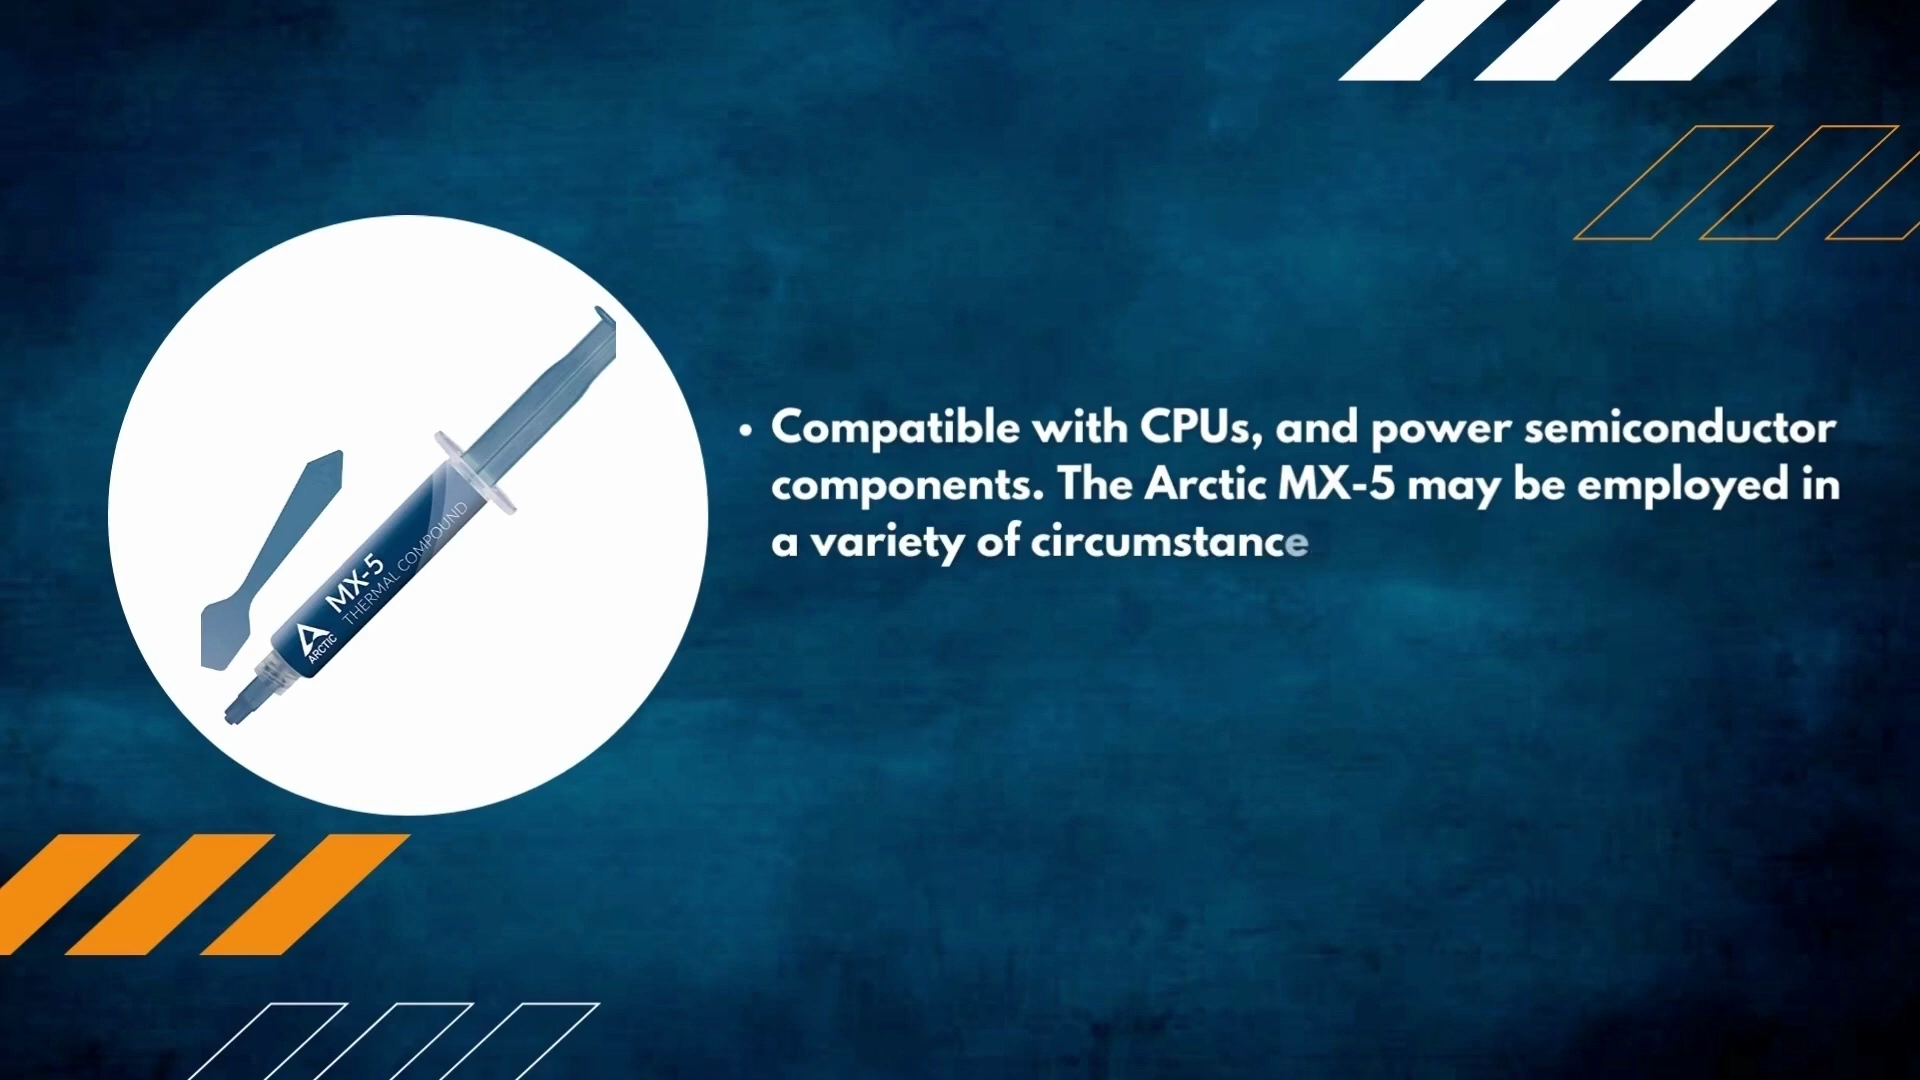 • Compatible with CPUs, and power semiconductor
components. The Arctic MX-5 may be employed in
a variety of circumstance
MX-5
THERMAL COMPOUND
ARCTIC